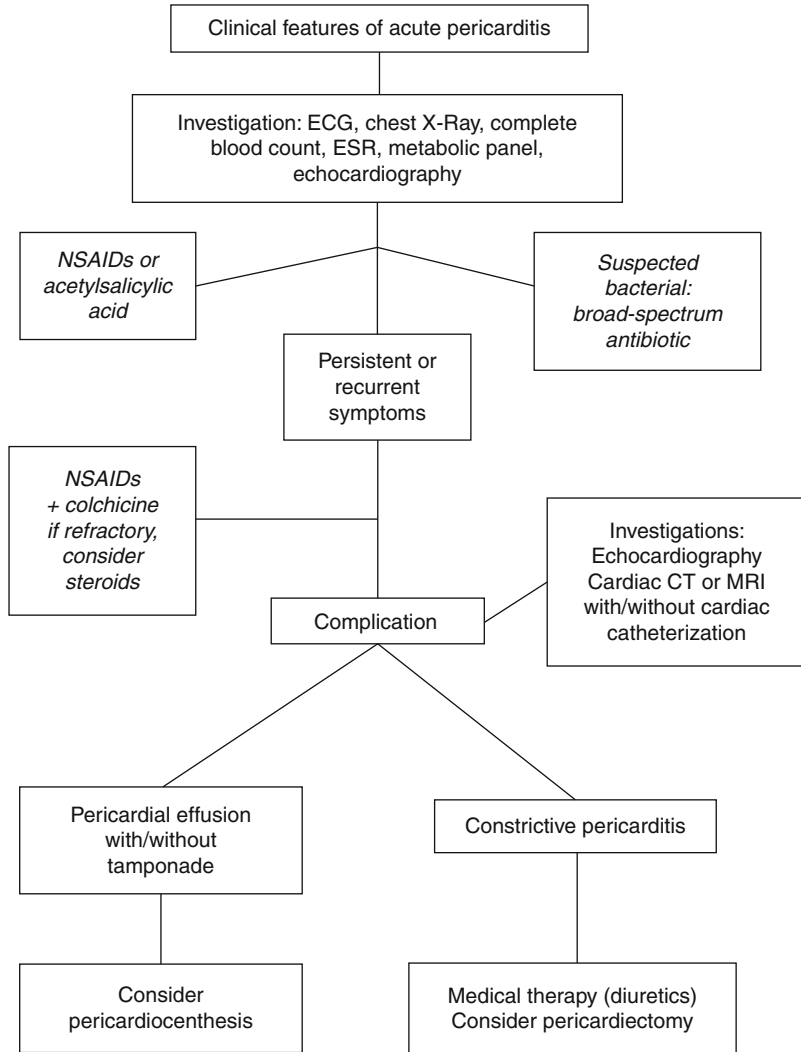 Clinical features of acute pericarditis
Investigation: ECG, chest X-Ray, complete
blood count, ESR, metabolic panel,
echocardiography
NSAIDs or
acetylsalicylic
acid
Suspected
bacterial:
broad-spectrum
antibiotic
Persistent or
recurrent
symptoms
NSAIDs
+ colchicine
if refractory,
consider
steroids
Investigations:
Echocardiography
Cardiac CT or MRI
with/without cardiac
catheterization
Complication
Pericardial effusion
with/without
tamponade
Constrictive pericarditis
Consider
pericardiocenthesis
Medical therapy (diuretics)
Consider pericardiectomy